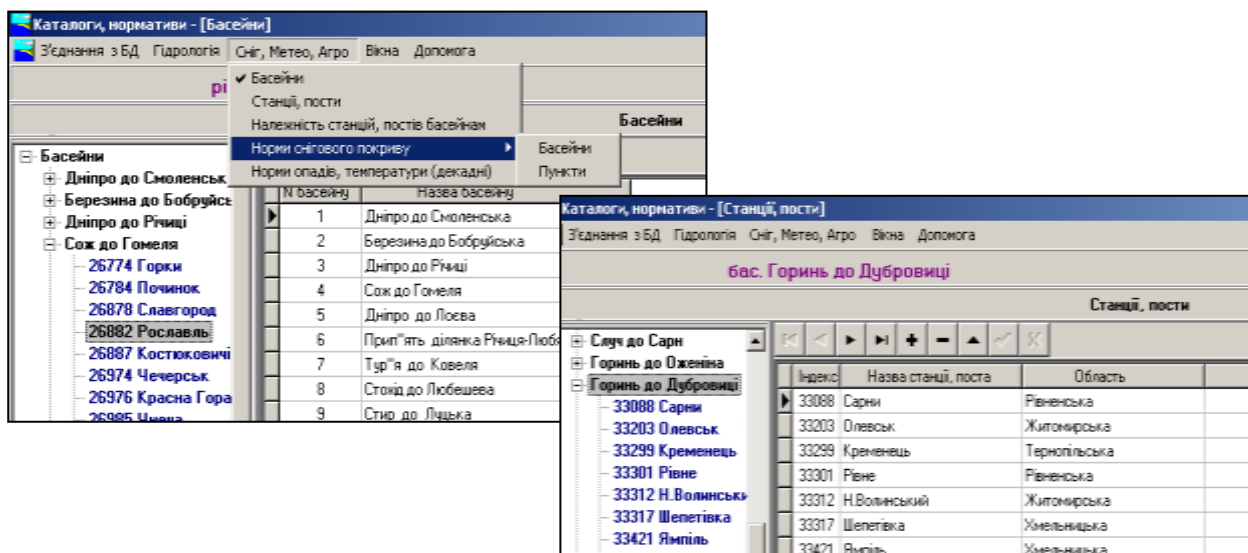 Каталоги, нормативи - [Басейни]
З'єднання з БД Гідрологія Сніг, Метео, Агро Вікна Допомога
рі
Басейни
Станції, пости
Належність станцій, постів басейнам
Норми снігового покриву
Норми опадів, температури (декадні)
Басейни
Пункти
Басейни
Басейни
Дніпро до Смоленськ
Березина до Бобруйсь
Дніпро до Річиці
Сож до Гомеля
26774 Горки
26784 Починок
26878 Славгород
26882 Рославль
26887 Костюковичі
26974 Чечерськ
26976 Красна Гора
N басейну Назва басейну
1 Дніпро до Смоленська
2 Березина до Бобруйська
3 Дніпро до Річиці
4 Сож до Гомеля
5 Дніпро до Лоєва
6 Прип"ять ділянка Річиця-Любя
7 Тур"я до Ковеля
8 Стохід до Любешева
9 Стир до Луцька
Каталоги, нормативи - [Станції, пости]
З'єднання з БД Гідрологія Сніг, Метео, Агро Вікна Допомога
бас. Горинь до Дубровиці
Станції, пости
Случ до Сарн
Горинь до Оженіна
Горинь до Дубровиці
33088 Сарни
33203 Олевськ
33299 Кременець
33301 Рівне
33312 Н.Волинськи
33317 Шепетівка
33421 Ямпіль
Індекс Назва станції, поста Область
33088 Сарни Рівненська
33203 Олевськ Житомирська
33299 Кременець Тернопільська
33301 Рівне Рівненська
33312 Н.Волинський Житомирська
33317 Шепетівка Хмельницька
33421 Ямпіль Хмельницька